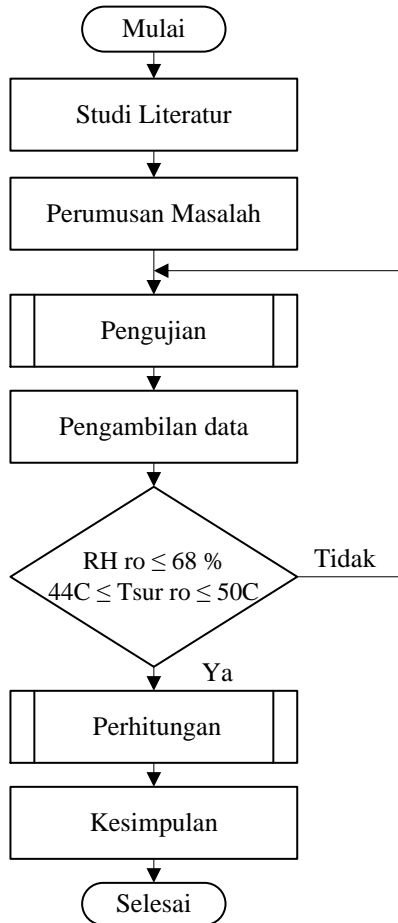 Mulai
Studi Literatur
Perumusan Masalah
Pengujian
Pengambilan data
RH ro ≤ 68 %
44C ≤ Tsur ro ≤ 50C
Tidak
Ya
Perhitungan
Kesimpulan
Selesai